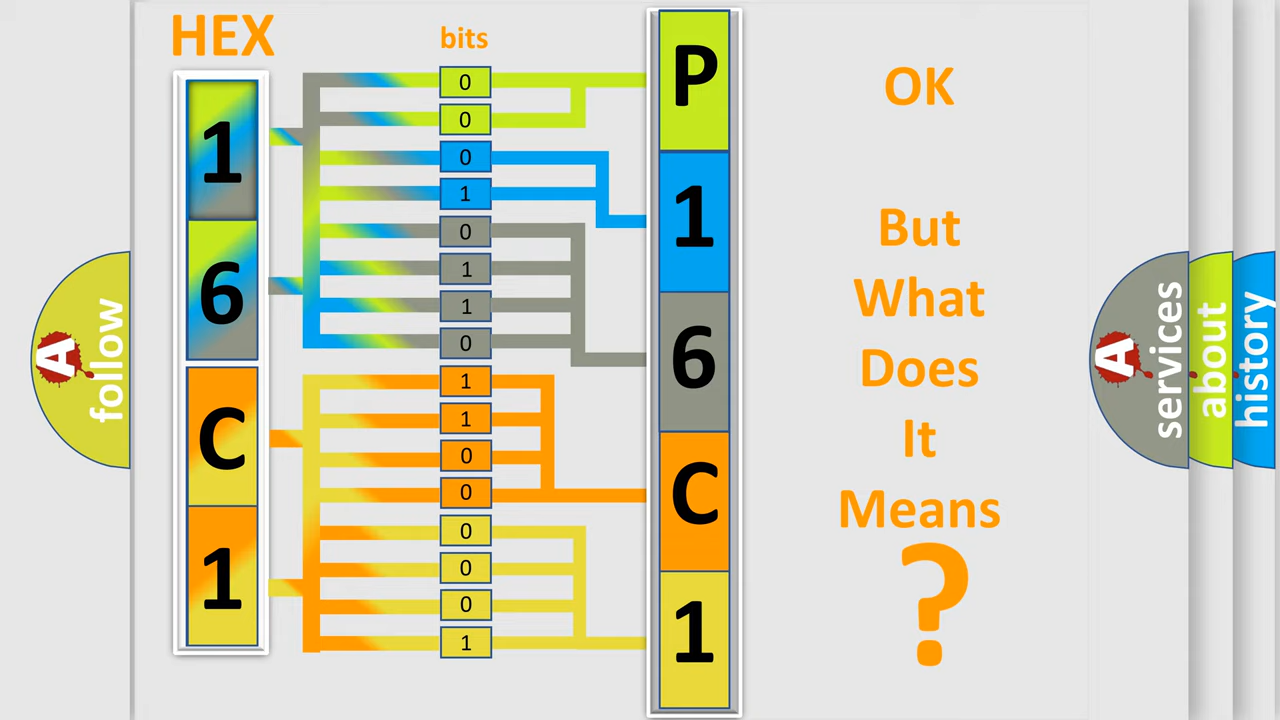 HEX
bits
1
6
C
1
0
0
0
1
0
1
1
0
1
1
0
0
0
0
0
1
P
1
6
C
1
OK
But
What
Does
It
Means
?
A
follow
A
services
about
history